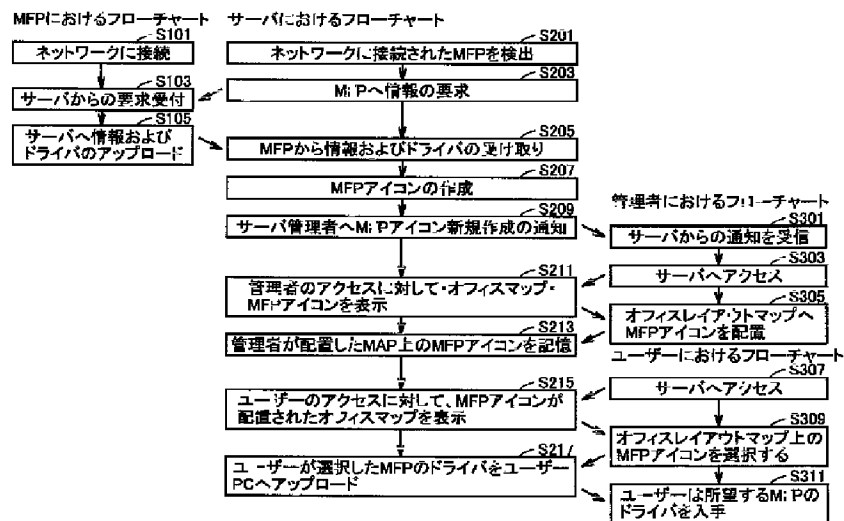 MFPにおけるフローチャート
S101
ネットワークに接続
S103
サーバからの要求受付
S105
サーバへ情報および
ドライバのアップロード
サーバにおけるフローチャート
S201
ネットワークに接続されたMFPを検出
S203
MFPへ情報の要求
S205
MFPから情報およびドライバの受け取り
S207
MFPアイコンの作成
S209
サーバ管理者へMFPアイコン新規作成の通知
S211
管理者のアクセスに対して・オフィスマップ・
MFPアイコンを表示
S213
管理者が配置したMAP上のMFPアイコンを記憶
S215
ユーザーのアクセスに対して、MFPアイコンが
配置されたオフィスマップを表示
S217
ユーザーが選択したMFPのドライバをユーザー
PCへアップロード
管理者におけるフローチャート
S301
サーバからの通知を受信
S303
サーバへアクセス
S305
オフィスレイアウトマップへ
MFPアイコンを配置
ユーザーにおけるフローチャート
S307
サーバへアクセス
S309
オフィスレイアウトマップ上の
MFPアイコンを選択する
S311
ユーザーは所望するMFPの
ドライバを入手